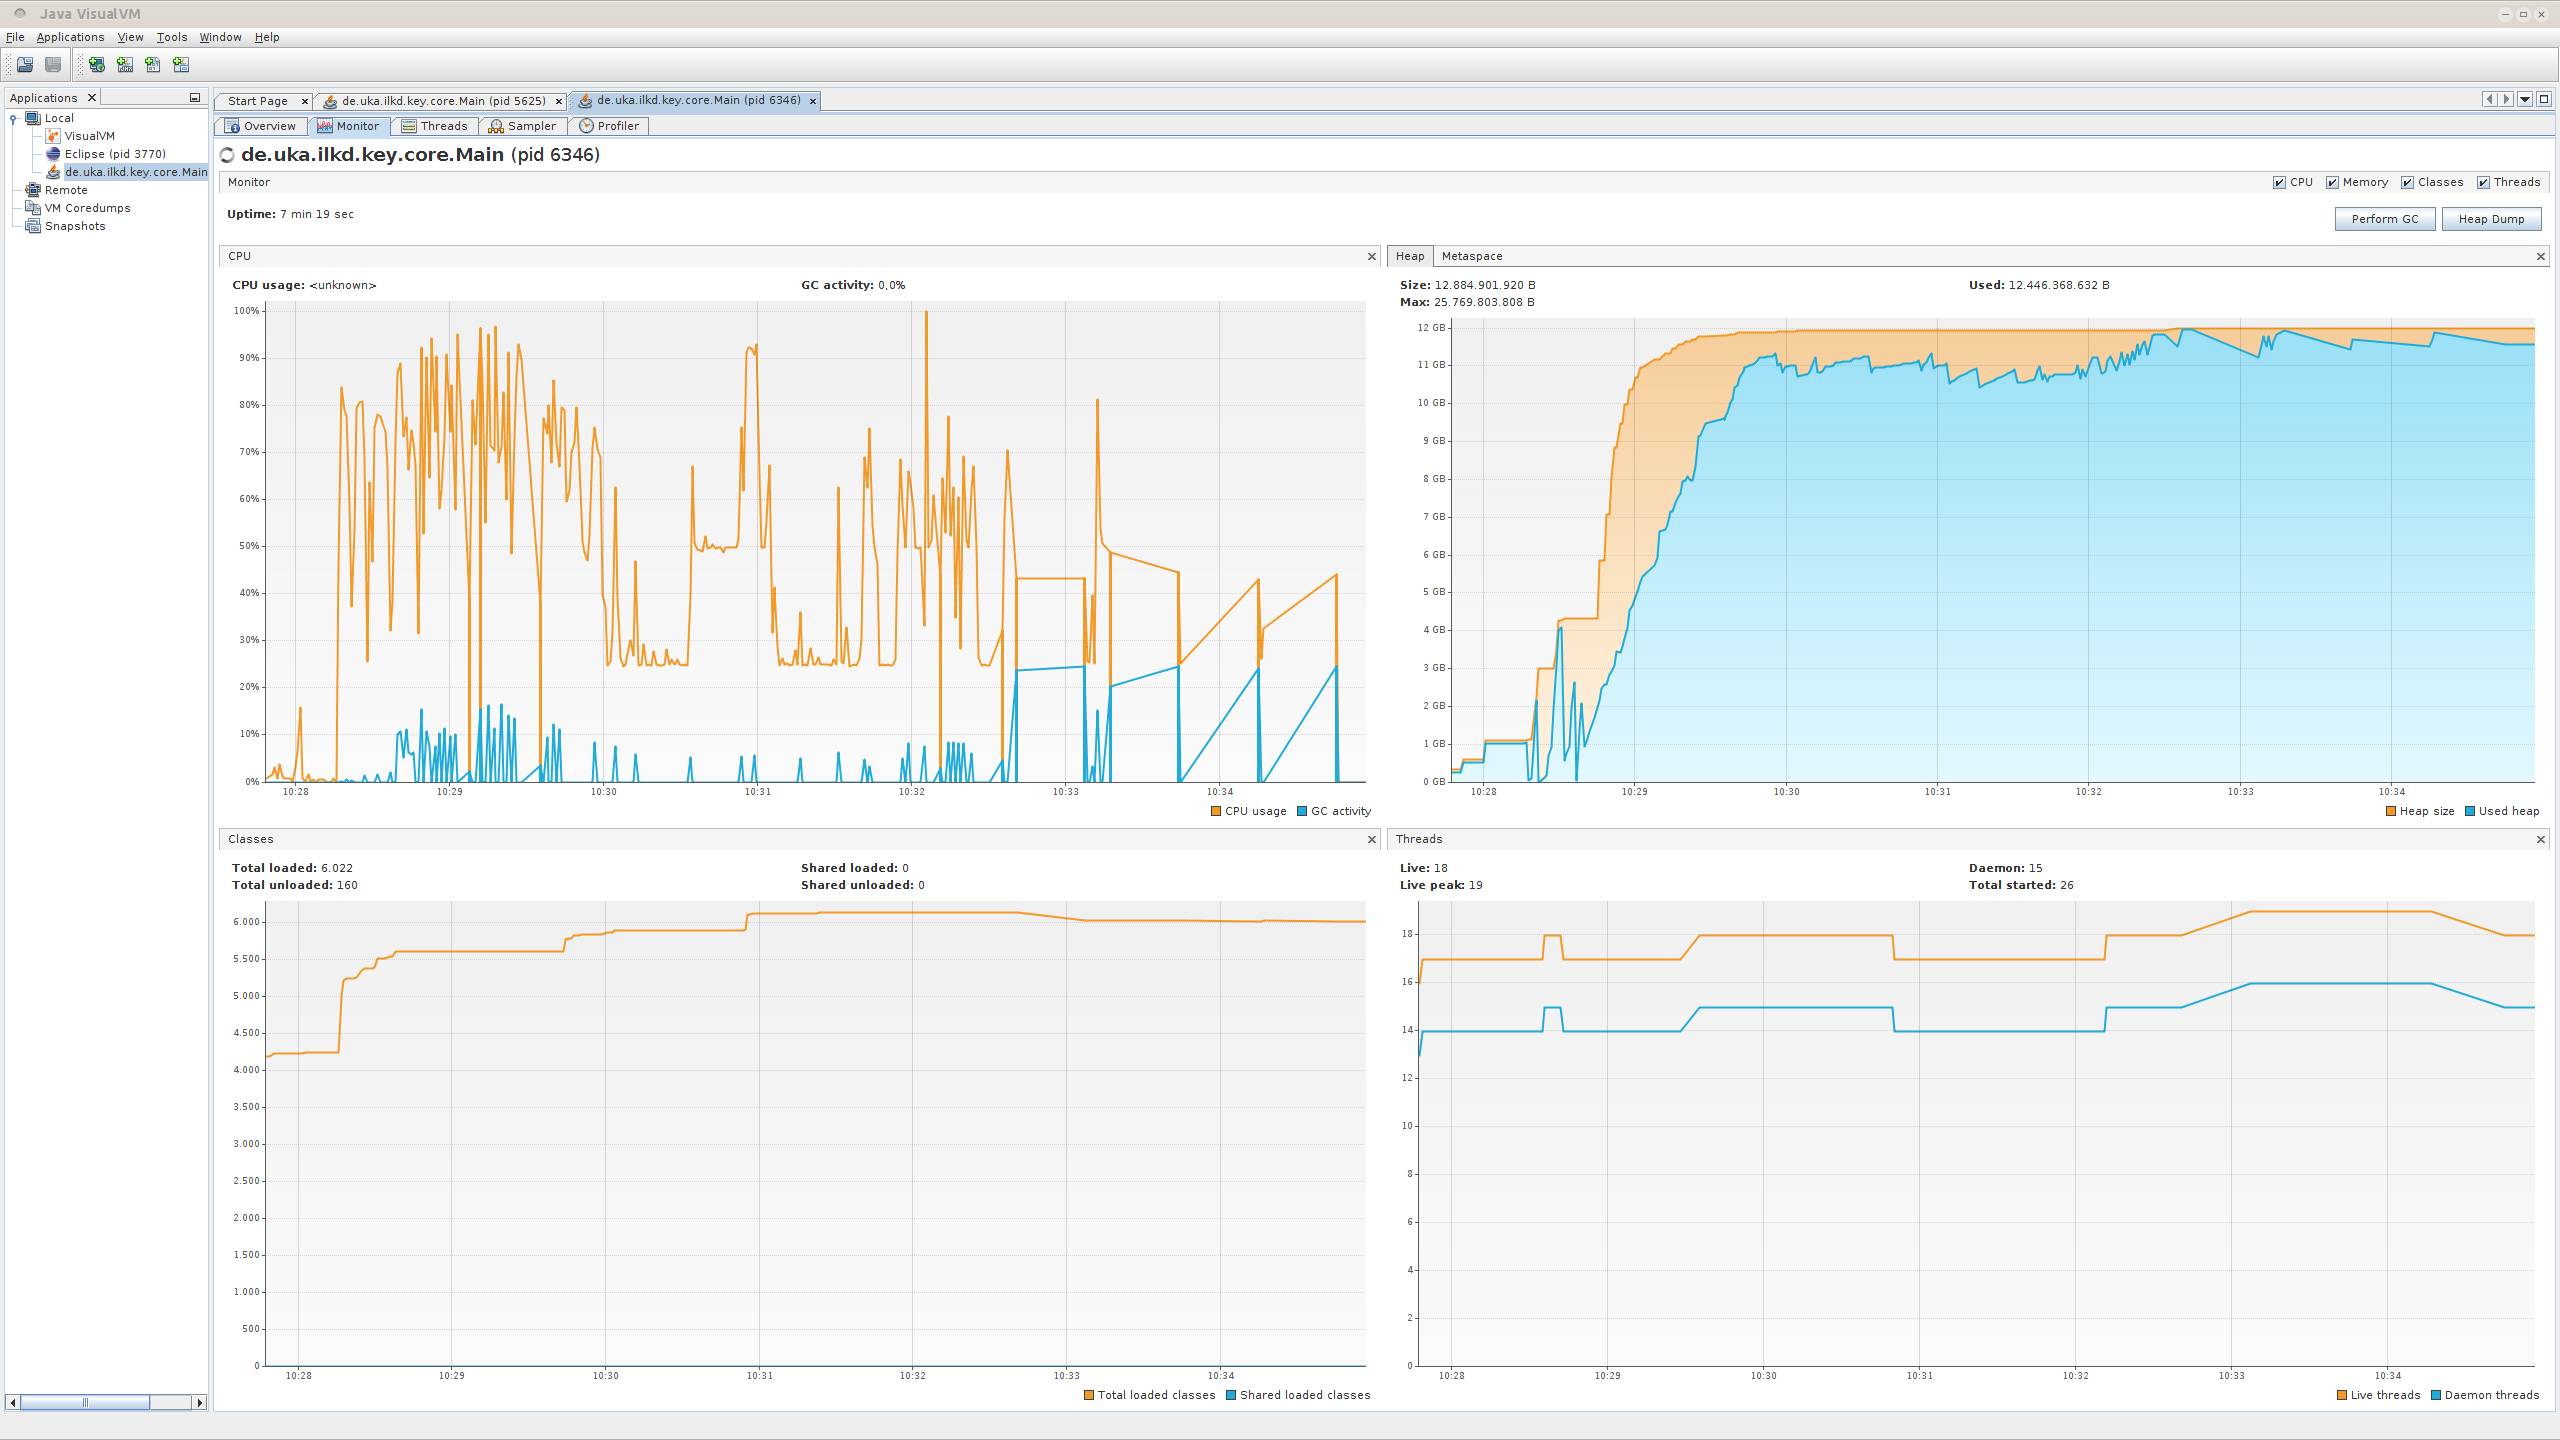 Java VisualVM
File Applications View Tools Window Help
Applications
Local
VisualVM
Eclipse (pid 3770)
de.uka.ilkd.key.core.Main
Remote
VM Coredumps
Snapshots
Start Page de.uka.ilkd.key.core.Main (pid 5625) de.uka.ilkd.key.core.Main (pid 6346)
Overview Monitor Threads Sampler Profiler
de.uka.ilkd.key.core.Main (pid 6346)
Monitor CPU Memory Classes Threads
Uptime: 7 min 19 sec
Perform GC Heap Dump
CPU
CPU usage: <unknown> GC activity: 0,0%
100%
90%
80%
70%
60%
50%
40%
30%
20%
10%
0%
10:28 10:29 10:30 10:31 10:32 10:33 10:34
CPU usage GC activity
Heap Metaspace
Size: 12.884.901.920 B Used: 12.446.368.632 B
Max: 25.769.803.808 B
12 GB
11 GB
10 GB
9 GB
8 GB
7 GB
6 GB
5 GB
4 GB
3 GB
2 GB
1 GB
0 GB
10:28 10:29 10:30 10:31 10:32 10:33 10:34
Heap size Used heap
Classes
Total loaded: 6.022 Shared loaded: 0
Total unloaded: 160 Shared unloaded: 0
6.000
5.500
5.000
4.500
4.000
3.500
3.000
2.500
2.000
1.500
1.000
500
0
10:28 10:29 10:30 10:31 10:32 10:33 10:34
Total loaded classes Shared loaded classes
Threads
Live: 18 Daemon: 15
Live peak: 19 Total started: 26
18
16
14
12
10
8
6
4
2
0
10:28 10:29 10:30 10:31 10:32 10:33 10:34
Live threads Daemon threads